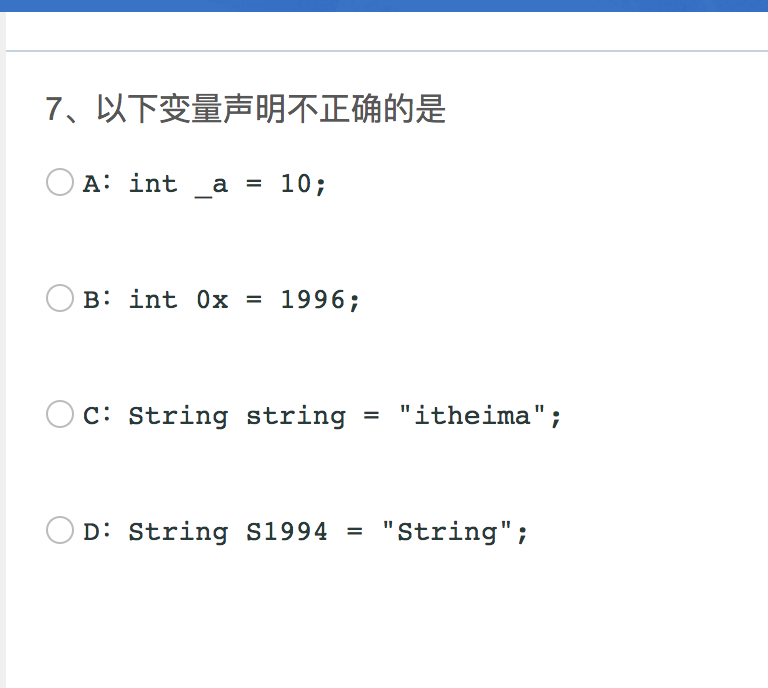 7、以下变量声明不正确的是
A: int _a = 10;
B: int 0x = 1996;
C: String string = "itheima";
D: String S1994 = "String";